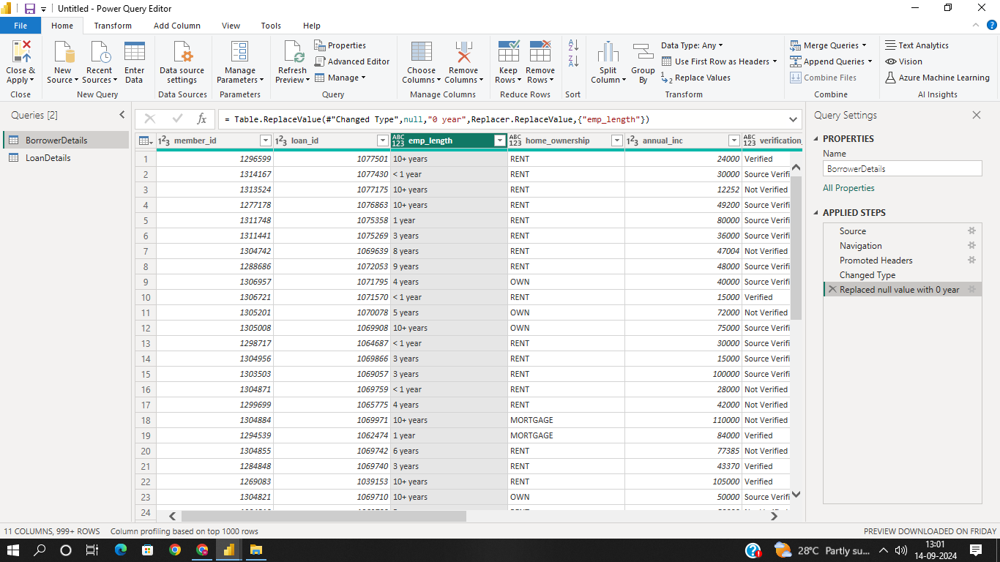 Untitled - Power Query Editor
File Home Transform Add Column View Tools Help
Close & Apply
Close
New Source
Recent Sources
Enter Data
New Query
Data source settings
Data Sources
Manage Parameters
Parameters
Refresh Preview
Properties
Advanced Editor
Manage
Query
Choose Columns
Remove Columns
Manage Columns
Keep Rows
Remove Rows
Reduce Rows
Sort
Split Column
Group By
Data Type: Any
Use First Row as Headers
Replace Values
Transform
Merge Queries
Append Queries
Combine Files
Combine
Text Analytics
Vision
Azure Machine Learning
AI Insights
Queries [2]
BorrowerDetails
LoanDetails
fx = Table.ReplaceValue(#"Changed Type",null,"0 year",Replacer.ReplaceValue,{"emp_length"})
123 member_id 123 loan_id ABC 123 emp_length ABC 123 home_ownership 123 annual_inc ABC 123 verification_
1 1296599 1077501 10+ years RENT 24000 Verified
2 1314167 1077430 < 1 year RENT 30000 Source Verifi
3 1313524 1077175 10+ years RENT 12252 Not Verified
4 1277178 1076863 10+ years RENT 49200 Source Verifi
5 1311748 1075358 1 year RENT 80000 Source Verifi
6 1311441 1075269 3 years RENT 36000 Source Verifi
7 1304742 1069639 8 years RENT 47004 Not Verified
8 1288686 1072053 9 years RENT 48000 Source Verifi
9 1306957 1071795 4 years OWN 40000 Source Verifi
10 1306721 1071570 < 1 year RENT 15000 Verified
11 1305201 1070078 5 years OWN 72000 Not Verified
12 1305008 1069908 10+ years OWN 75000 Source Verifi
13 1298717 1064687 < 1 year RENT 30000 Source Verifi
14 1304956 1069866 3 years RENT 15000 Source Verifi
15 1303503 1069057 3 years RENT 100000 Source Verifi
16 1304871 1069759 < 1 year RENT 28000 Not Verified
17 1299699 1065775 4 years RENT 42000 Not Verified
18 1304884 1069971 10+ years MORTGAGE 110000 Not Verified
19 1294539 1062474 1 year MORTGAGE 84000 Verified
20 1304855 1069742 6 years RENT 77385 Not Verified
21 1284848 1069740 3 years RENT 43370 Verified
22 1269083 1039153 10+ years RENT 105000 Verified
23 1304821 1069710 10+ years OWN 50000 Source Verifi
24
Query Settings
PROPERTIES
Name
BorrowerDetails
All Properties
APPLIED STEPS
Source
Navigation
Promoted Headers
Changed Type
Replaced null value with 0 year
11 COLUMNS, 999+ ROWS Column profiling based on top 1000 rows PREVIEW DOWNLOADED ON FRIDAY
28°C Partly su...
13:01
14-09-2024